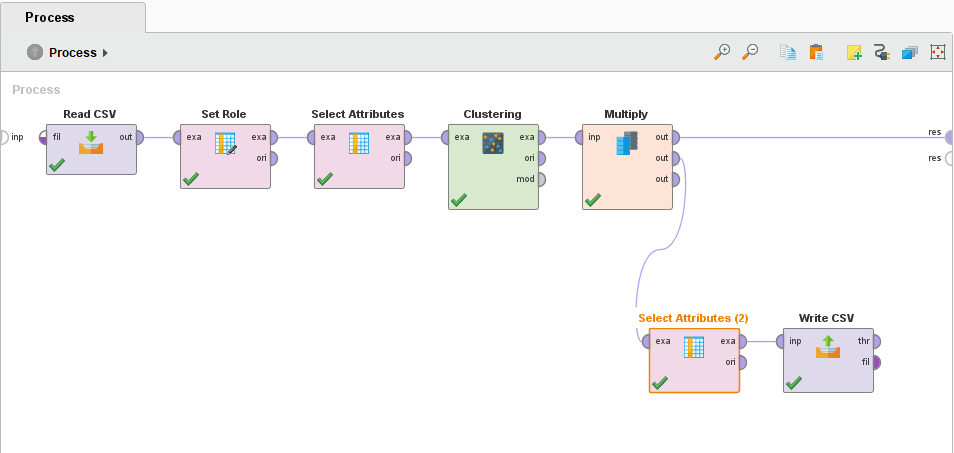 Process
Process
Process
Read CSV Set Role Select Attributes Clustering Multiply
inp fil out exa exa exa exa exa exa inp out res
ori ori ori out res
mod out
Select Attributes (2) Write CSV
exa exa inp thr
ori fil